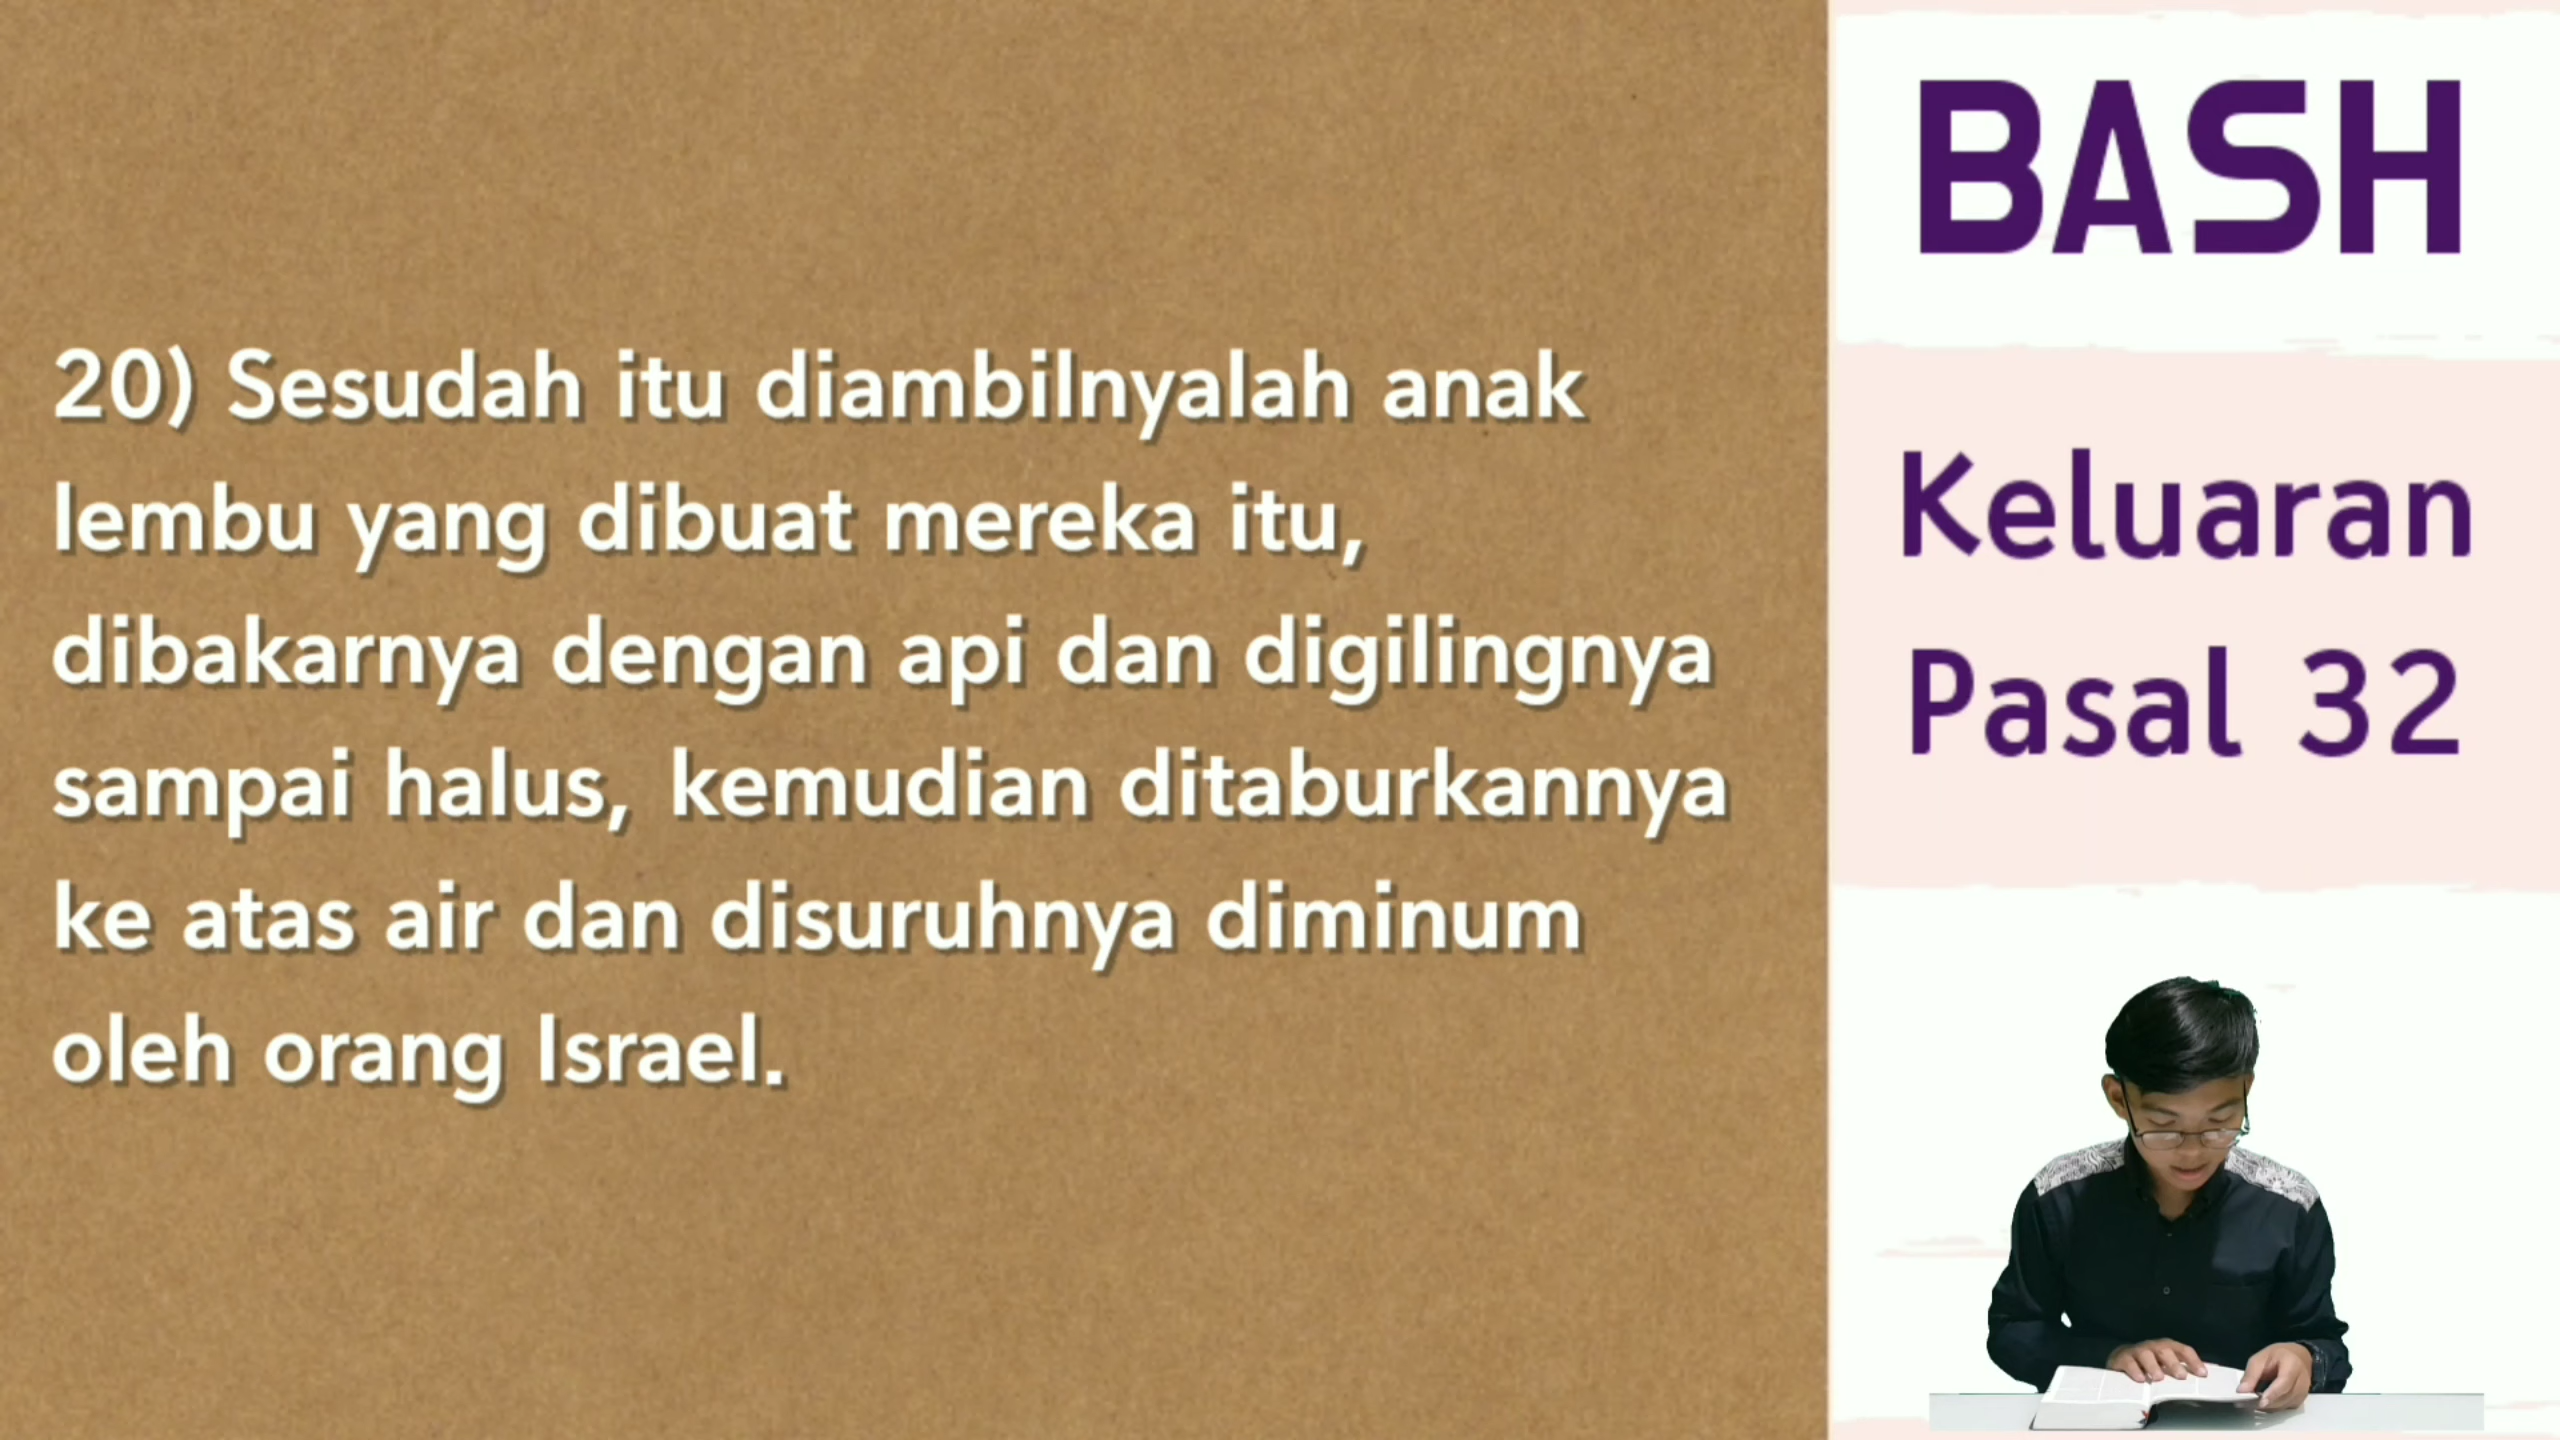 20) Sesudah itu diambilnyalah anak
lembu yang dibuat mereka itu,
dibakarnya dengan api dan digilingnya
sampai halus, kemudian ditaburkannya
ke atas air dan disuruhnya diminum
oleh orang Israel.
BASH
Keluaran
Pasal 32